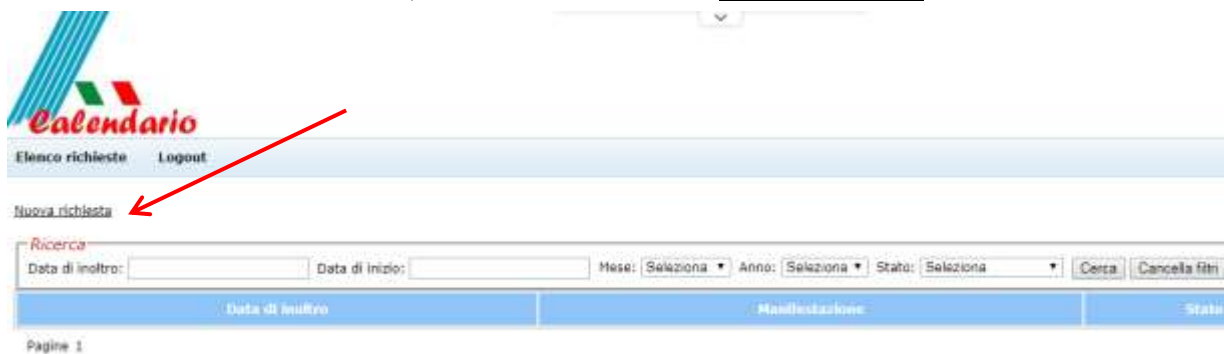 Calendario
Elenco richieste Logout
Nuova richiesta
Ricerca
Data di inoltro: Data di inizio: Mese: Seleziona Anno: Seleziona Stato: Seleziona Cerca Cancella filtri
Data di inoltro Manifestazione Stato
Pagine 1